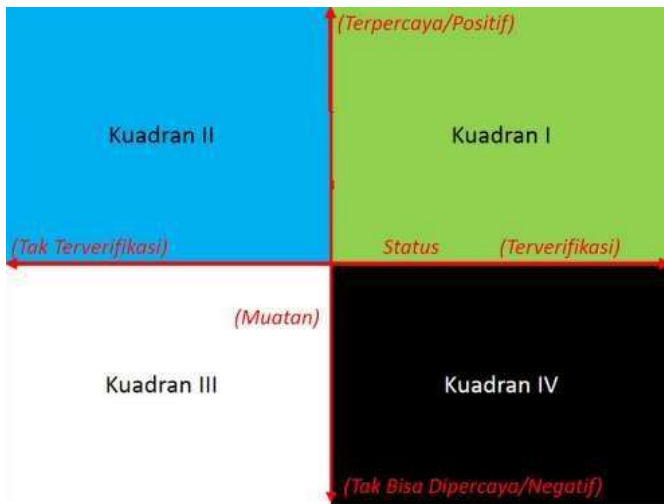 (Terpercaya/Positif)
Kuadran II
Kuadran I
(Tak Terverifikasi)
Status
(Terverifikasi)
(Muatan)
Kuadran III
Kuadran IV
(Tak Bisa Dipercaya/Negatif)